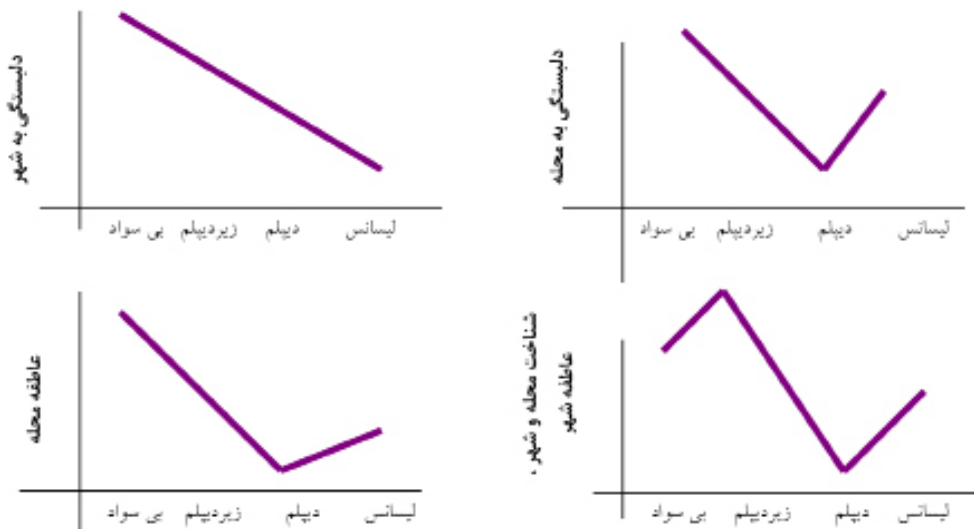 دلبستگی به شهر
بی سواد زیردیپلم دیپلم لیسانس
دلبستگی به محله
بی سواد زیردیپلم دیپلم لیسانس
عاطفه محله
بی سواد زیردیپلم دیپلم لیسانس
شناخت محله و شهر ،
عاطفه شهر
بی سواد زیردیپلم دیپلم لیسانس